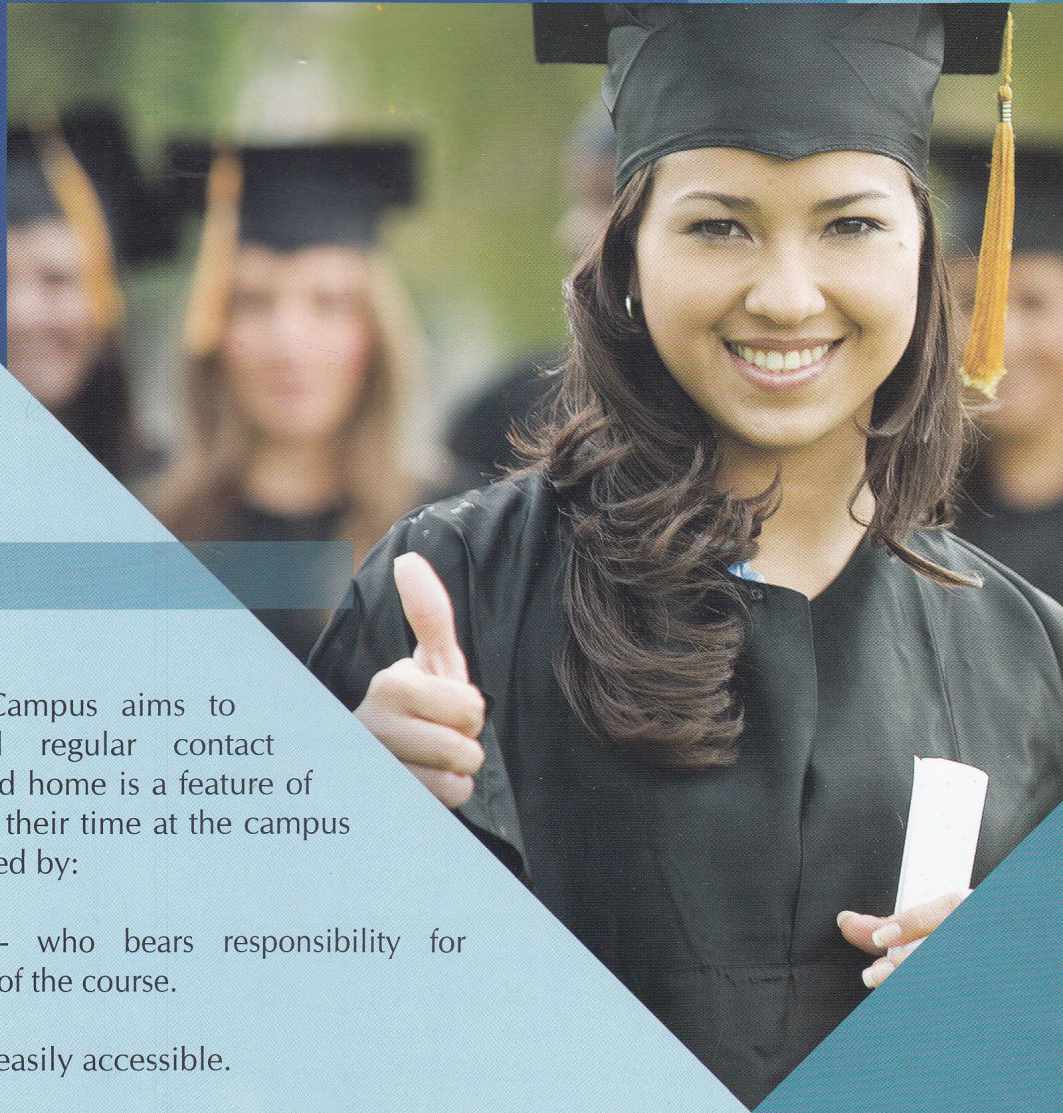 Campus aims to
regular contact
home is a feature of
their time at the campus
by:
- who bears responsibility for
of the course.
easily accessible.